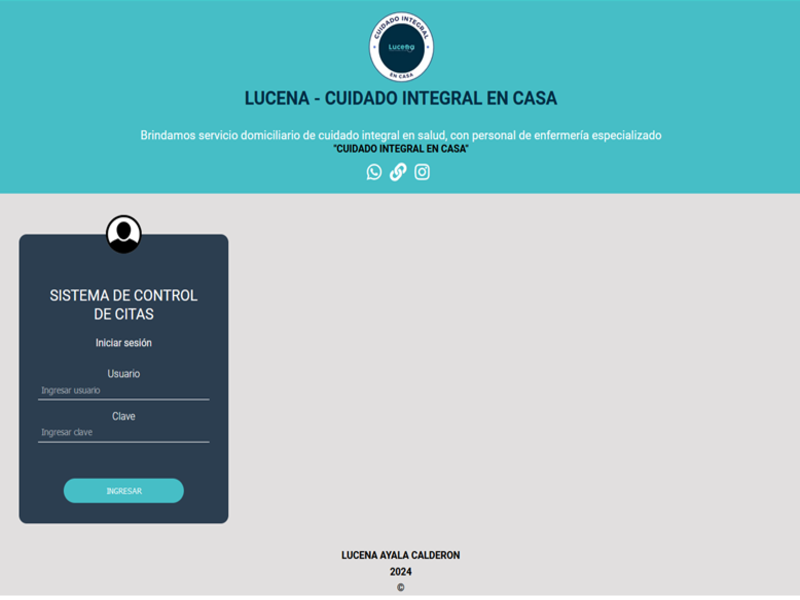 CUIDADO INTEGRAL
Lucena
EN CASA
LUCENA - CUIDADO INTEGRAL EN CASA
Brindamos servicio domiciliario de cuidado integral en salud, con personal de enfermería especializado
"CUIDADO INTEGRAL EN CASA"
SISTEMA DE CONTROL
DE CITAS
Iniciar sesión
Usuario
Ingresar usuario
Clave
Ingresar clave
INGRESAR
LUCENA AYALA CALDERON
2024
©